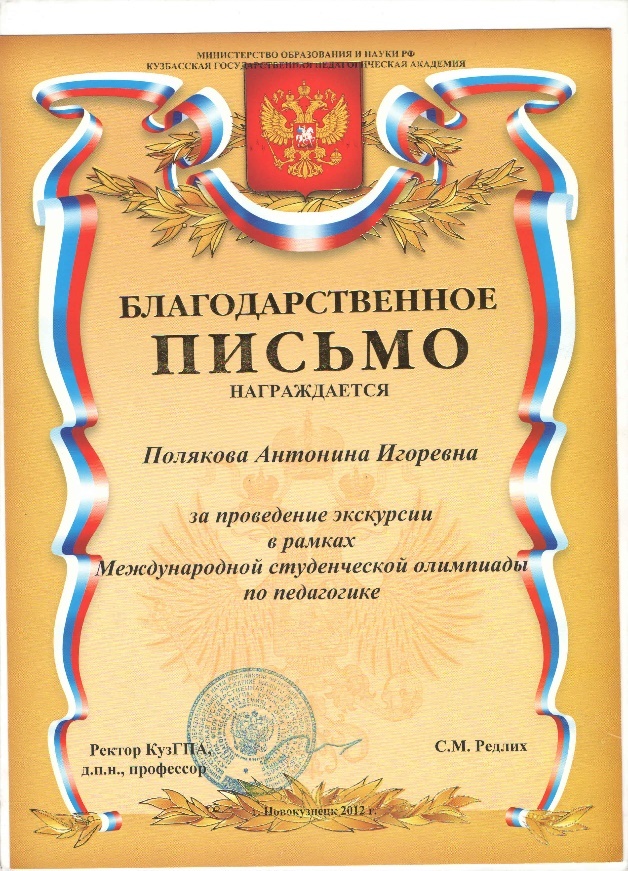 МИНИСТЕРСТВО ОБРАЗОВАНИЯ И НАУКИ РФ
КУЗБАССКАЯ ГОСУДАРСТВЕННАЯ ПЕДАГОГИЧЕСКАЯ АКАДЕМИЯ
БЛАГОДАРСТВЕННОЕ
ПИСЬМО
НАГРАЖДАЕТСЯ
Полякова Антонина Игоревна
за проведение экскурсии
в рамках
Международной студенческой олимпиады
по педагогике
Ректор КузГПА,
д.п.н., профессор
С.М. Редлих
г. Новокузнецк 2012 г.